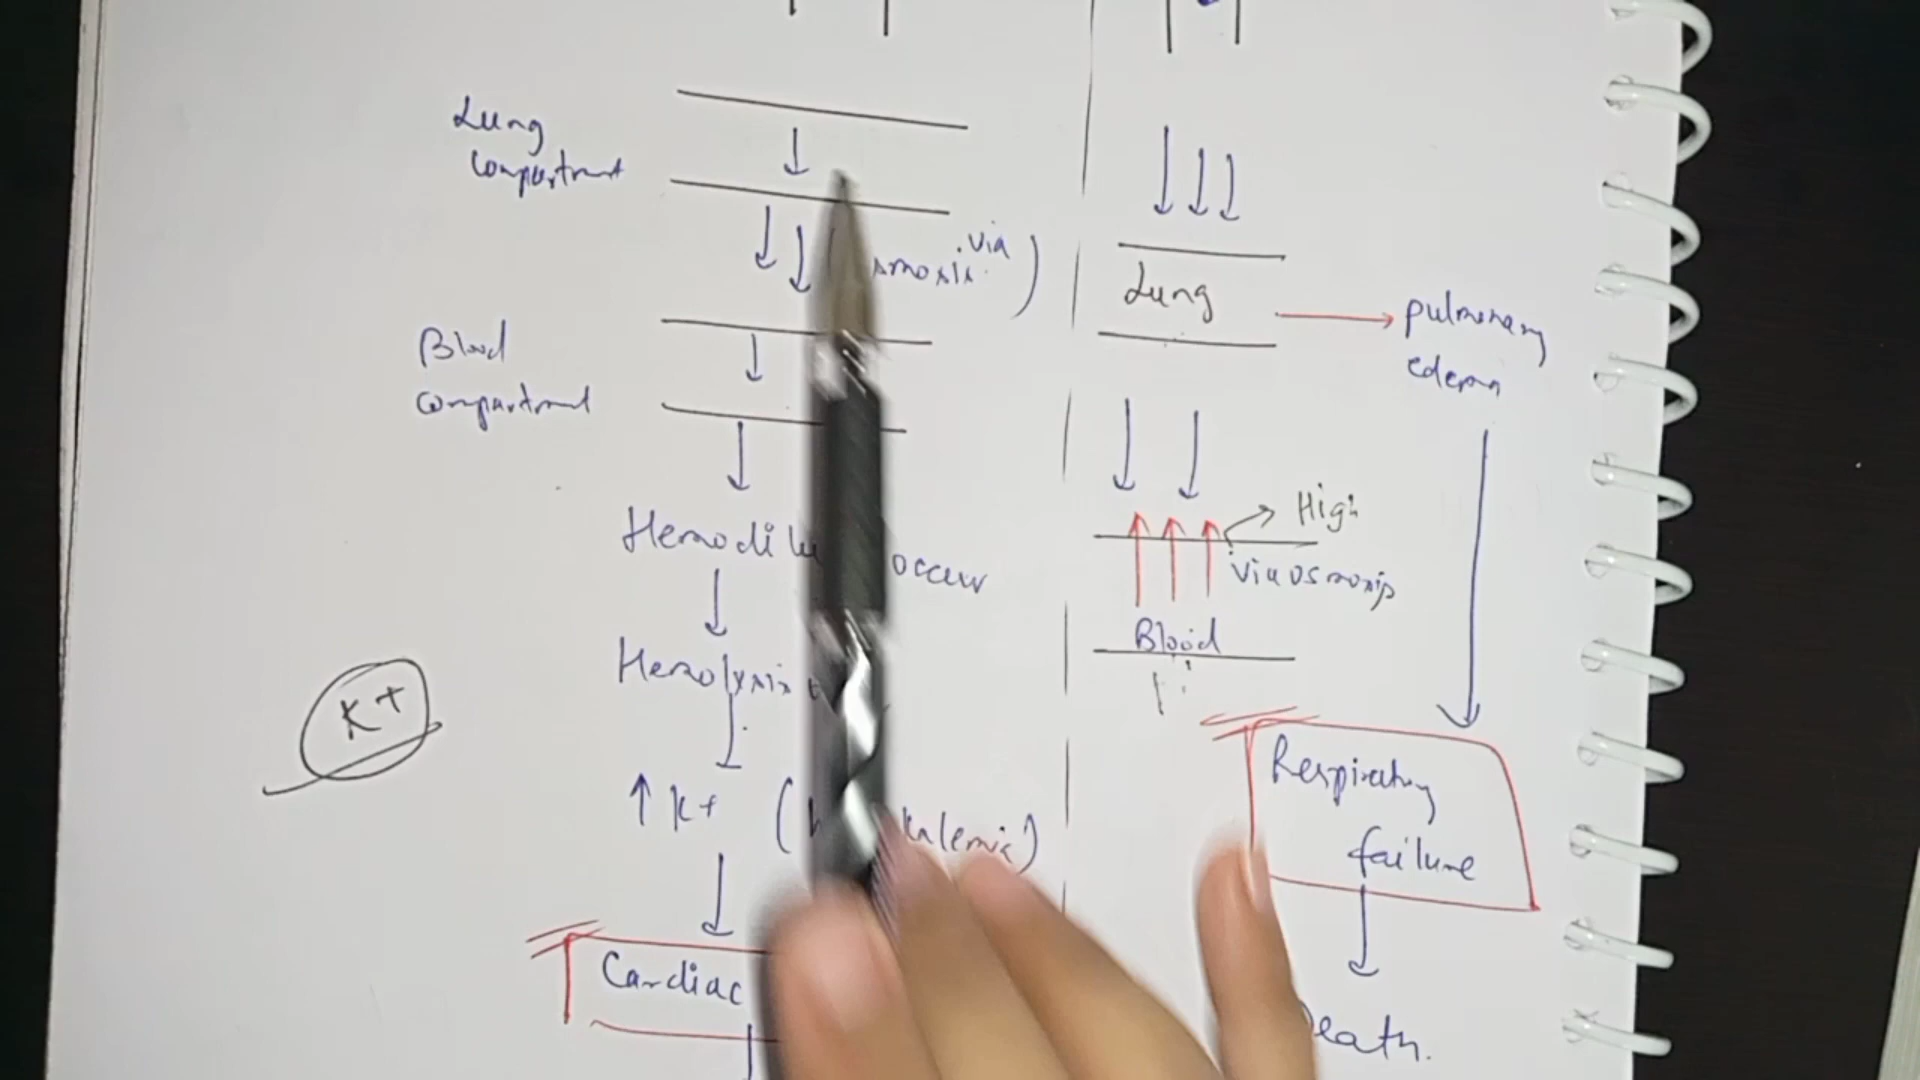 Lung
compartment
via
Blood
compartment
occur
Hemolysis
K+
↑ K+
Cardiac
Lung
pulmonary
edema
High
via osmosis
Blood
Respiratory
failure
Death.